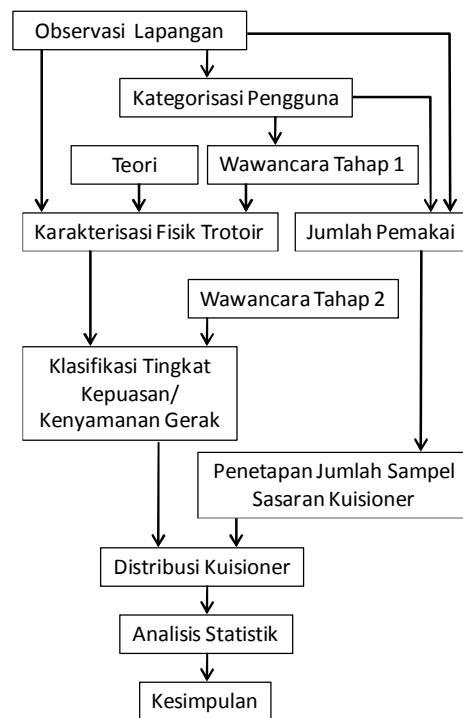 Observasi Lapangan
Kategorisasi Pengguna
Teori
Wawancara Tahap 1
Karakterisasi Fisik Trotoir
Jumlah Pemakai
Wawancara Tahap 2
Klasifikasi Tingkat
Kepuasan/
Kenyamanan Gerak
Penetapan Jumlah Sampel
Sasaran Kuisioner
Distribusi Kuisioner
Analisis Statistik
Kesimpulan